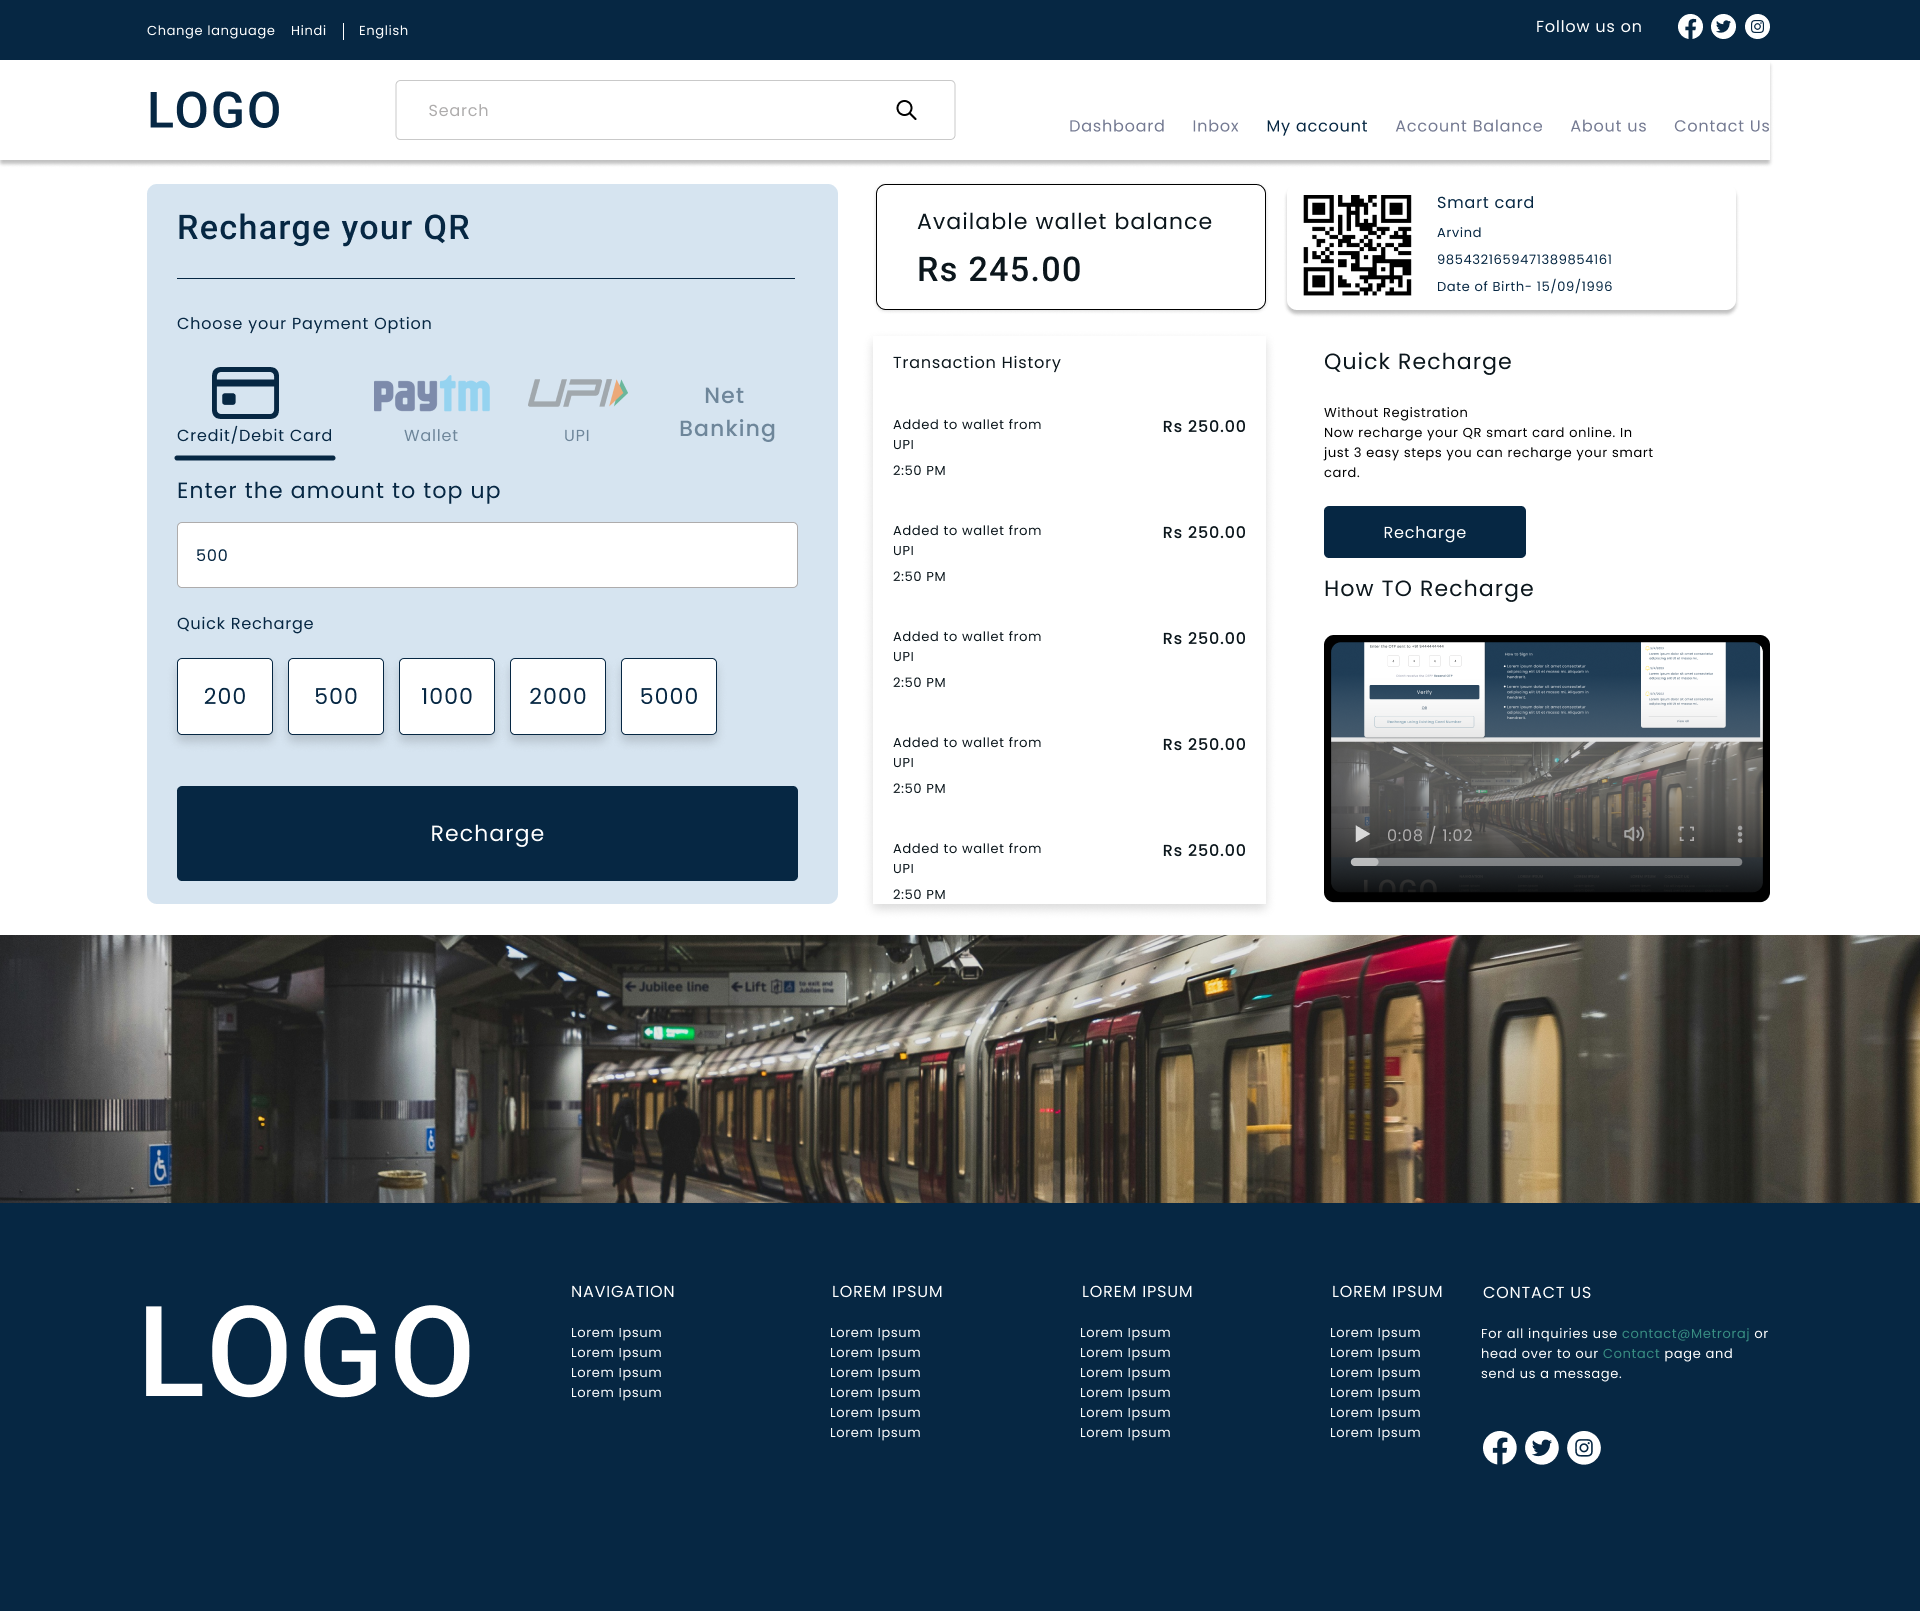 Change language Hindi | English
Follow us on
LOGO
Search
Dashboard Inbox My account Account Balance About us Contact Us
Recharge your QR
Choose your Payment Option
Credit/Debit Card
paytm
Wallet
UPI
UPI
Net
Banking
Enter the amount to top up
500
Quick Recharge
200 500 1000 2000 5000
Recharge
Available wallet balance
Rs 245.00
Transaction History
Added to wallet from
UPI
Rs 250.00
2:50 PM
Added to wallet from
UPI
Rs 250.00
2:50 PM
Added to wallet from
UPI
Rs 250.00
2:50 PM
Added to wallet from
UPI
Rs 250.00
2:50 PM
Added to wallet from
UPI
Rs 250.00
2:50 PM
Smart card
Arvind
9854321659471389854161
Date of Birth- 15/09/1996
Quick Recharge
Without Registration
Now recharge your QR smart card online. In
just 3 easy steps you can recharge your smart
card.
Recharge
How TO Recharge
Verify
OR
0:08 / 1:02
LOGO
Jubilee line
Lift
to exit and
Jubilee line
LOGO
NAVIGATION
Lorem Ipsum
Lorem Ipsum
Lorem Ipsum
Lorem Ipsum
LOREM IPSUM
Lorem Ipsum
Lorem Ipsum
Lorem Ipsum
Lorem Ipsum
Lorem Ipsum
Lorem Ipsum
LOREM IPSUM
Lorem Ipsum
Lorem Ipsum
Lorem Ipsum
Lorem Ipsum
Lorem Ipsum
Lorem Ipsum
LOREM IPSUM
Lorem Ipsum
Lorem Ipsum
Lorem Ipsum
Lorem Ipsum
Lorem Ipsum
Lorem Ipsum
CONTACT US
For all inquiries use contact@Metroraj or
head over to our Contact page and
send us a message.